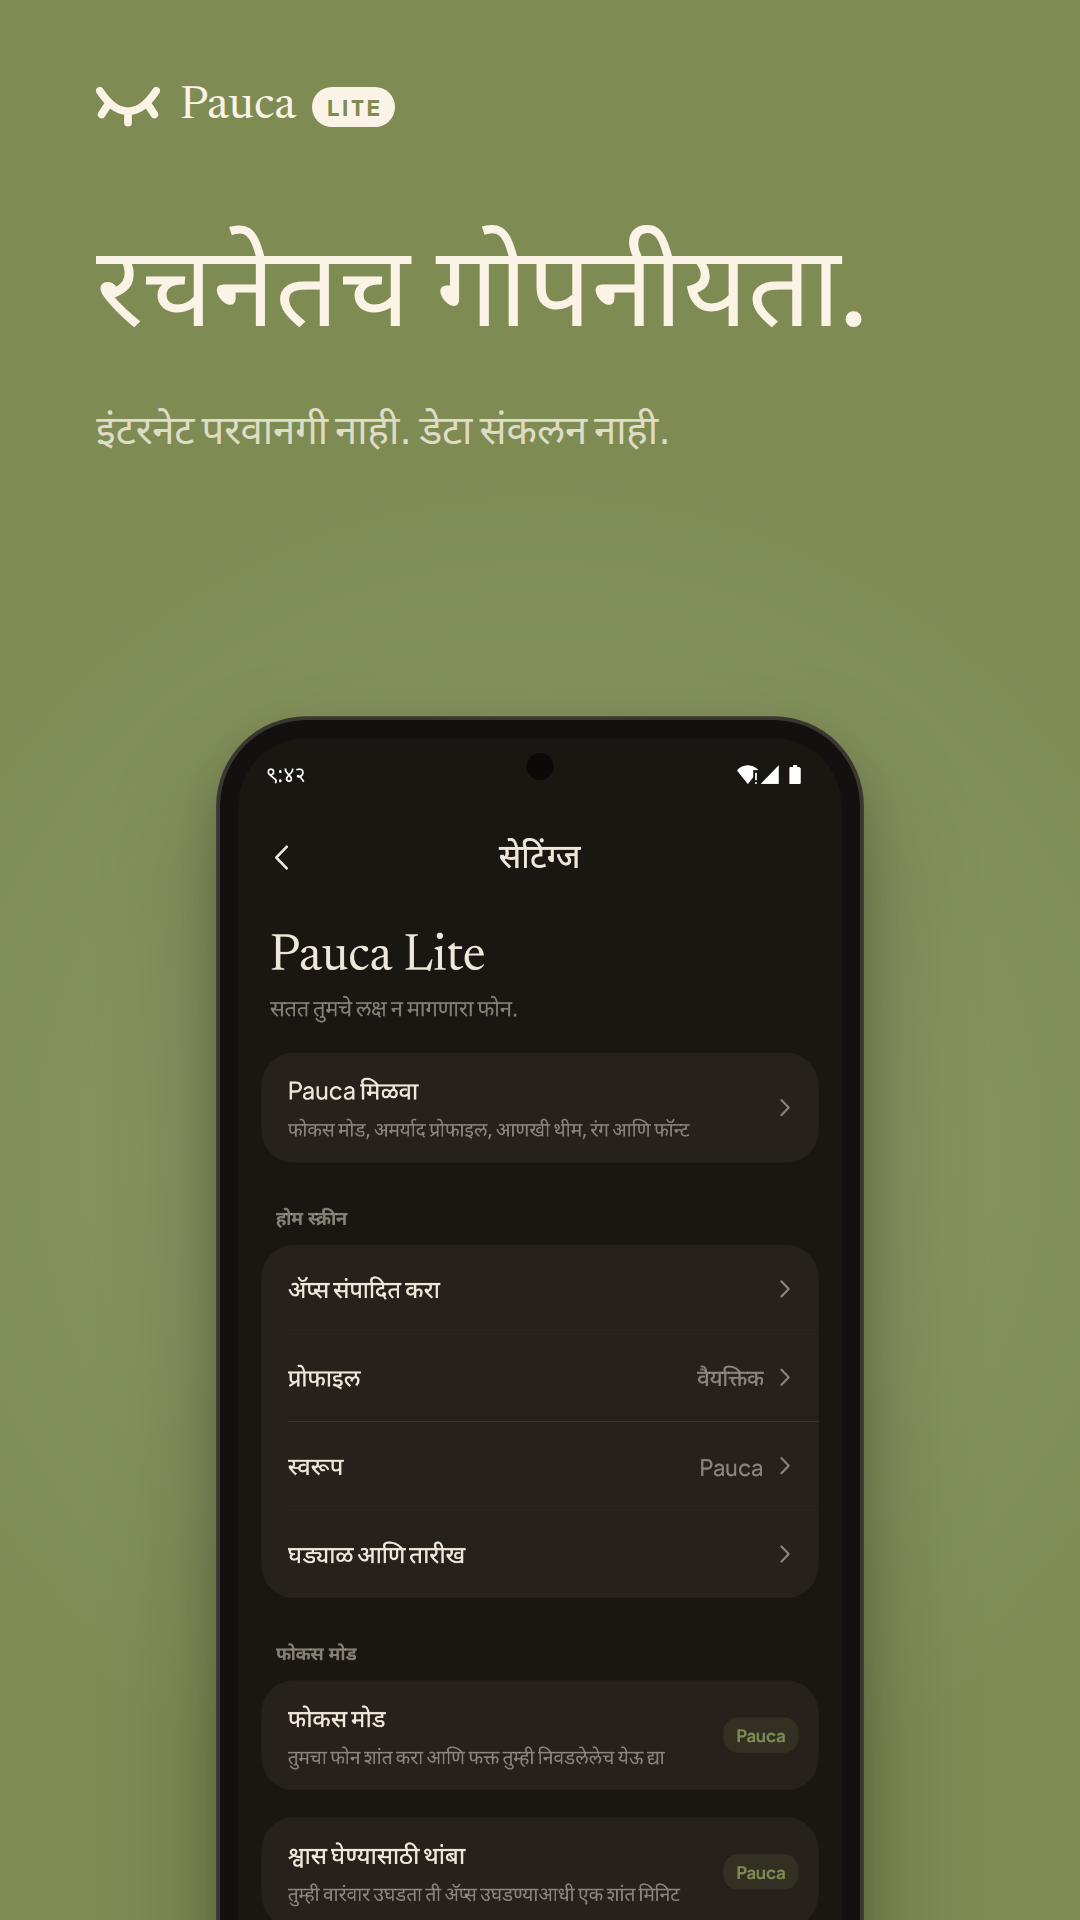 Pauca LITE
रचनेतच गोपनीयता.
इंटरनेट परवानगी नाही. डेटा संकलन नाही.
९:४२
सेटिंग्ज
Pauca Lite
सतत तुमचे लक्ष न मागणारा फोन.
Pauca मिळवा
फोकस मोड, अमर्याद प्रोफाइल, आणखी थीम, रंग आणि फॉन्ट
होम स्क्रीन
ॲप्स संपादित करा
प्रोफाइल वैयक्तिक
स्वरूप Pauca
घड्याळ आणि तारीख
फोकस मोड
फोकस मोड
तुमचा फोन शांत करा आणि फक्त तुम्ही निवडलेलेच येऊ द्या
Pauca
श्वास घेण्यासाठी थांबा
तुम्ही वारंवार उघडता ती ॲप्स उघडण्याआधी एक शांत मिनिट
Pauca